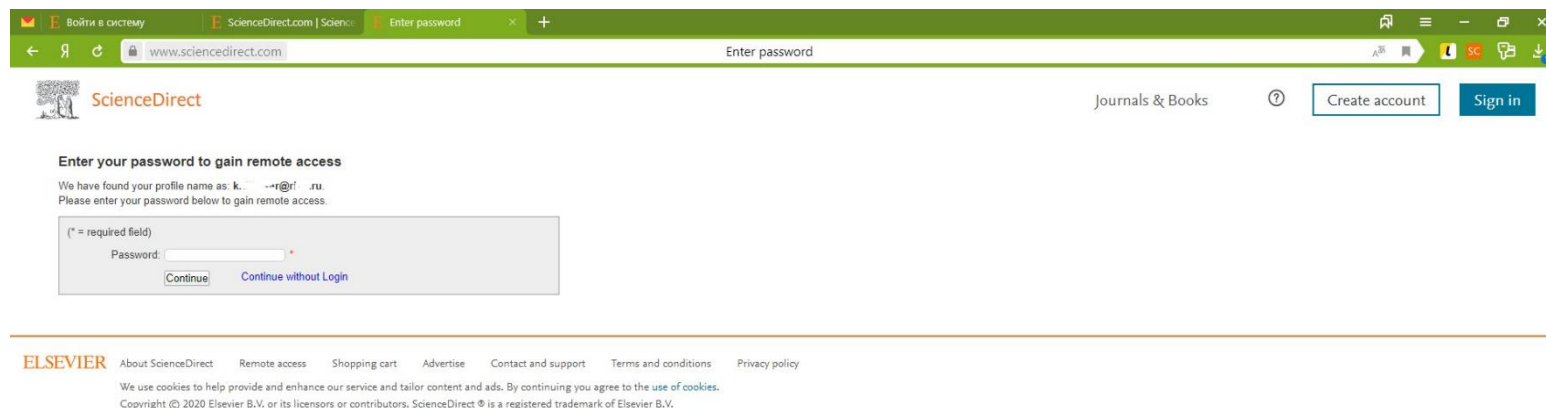 Войти в систему
ScienceDirect.com | Science
Enter password
www.sciencedirect.com
Enter password
ScienceDirect
Journals & Books
Create account
Sign in
Enter your password to gain remote access
We have found your profile name as:
Please enter your password below to gain remote access.
(* = required field)
Password: *
Continue Continue without Login
ELSEVIER About ScienceDirect Remote access Shopping cart Advertise Contact and support Terms and conditions Privacy policy
We use cookies to help provide and enhance our service and tailor content and ads. By continuing you agree to the use of cookies.
Copyright © 2020 Elsevier B.V. or its licensors or contributors. ScienceDirect ® is a registered trademark of Elsevier B.V.